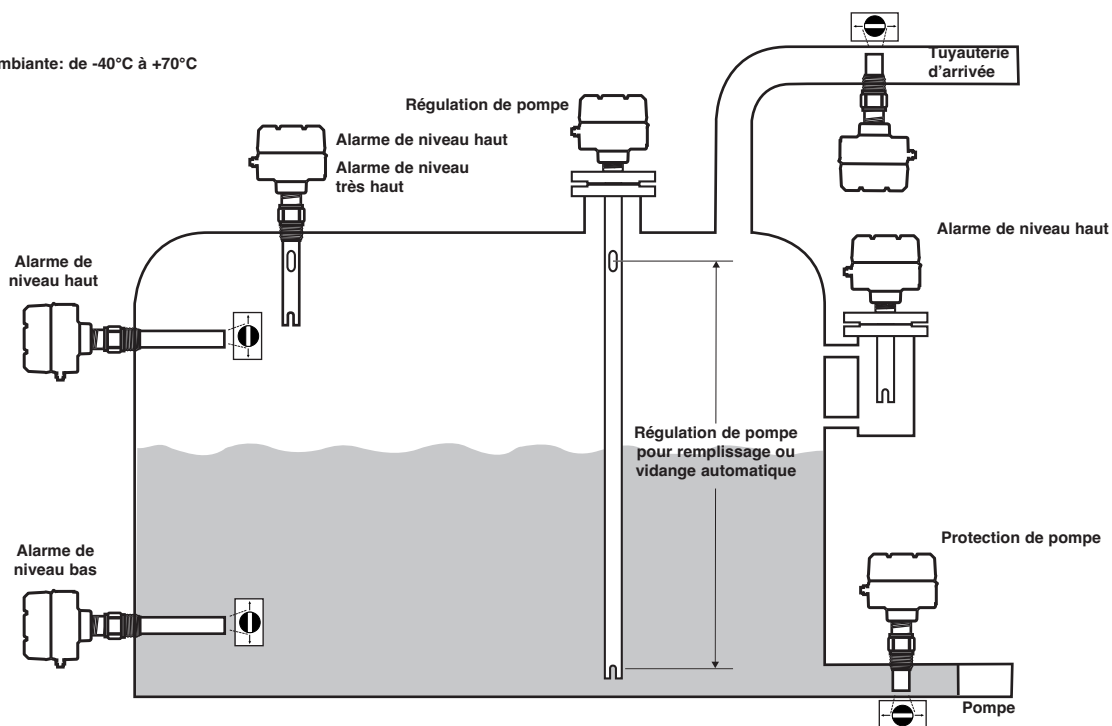 mbiante: de -40°C à +70°C
Tuyauterie
d'arrivée
Régulation de pompe
Alarme de niveau haut
Alarme de niveau
très haut
Alarme de niveau haut
Alarme de
niveau haut
Régulation de pompe
pour remplissage ou
vidange automatique
Protection de pompe
Alarme de
niveau bas
Pompe